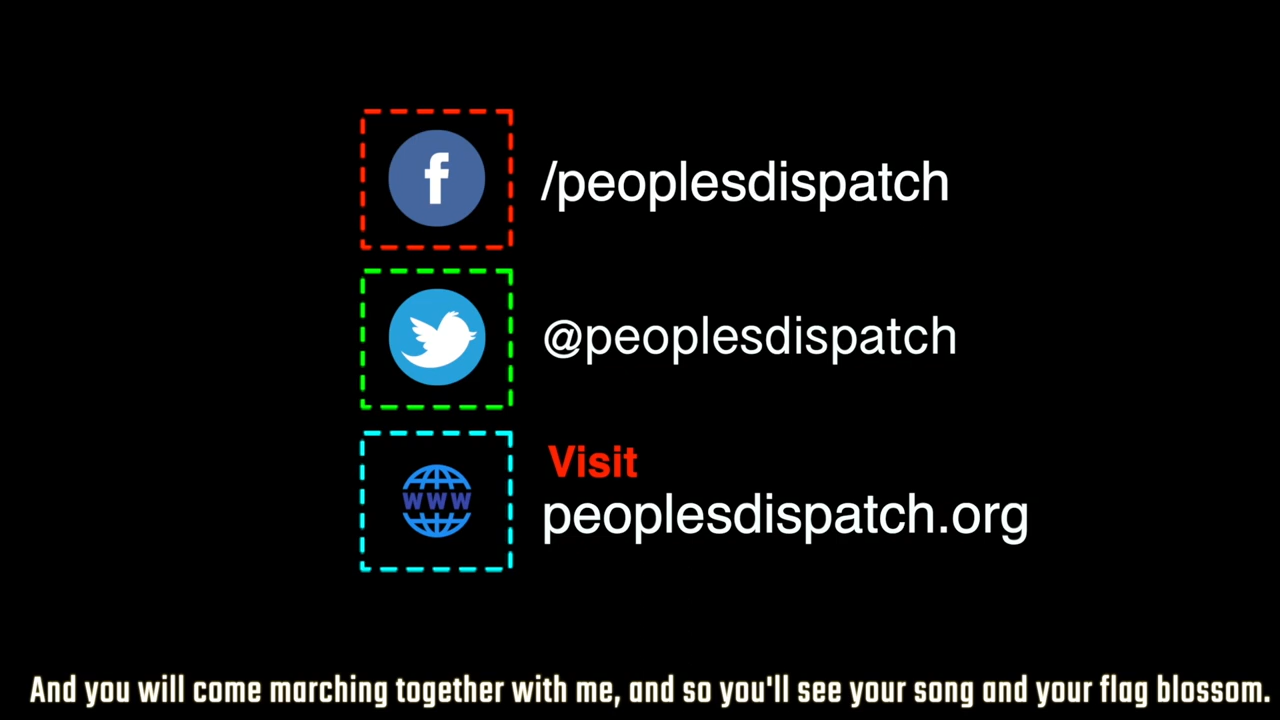 f
/peoplesdispatch
@peoplesdispatch
Visit
WWW
peoplesdispatch.org
And you will come marching together with me, and so you'll see your song and your flag blossom.